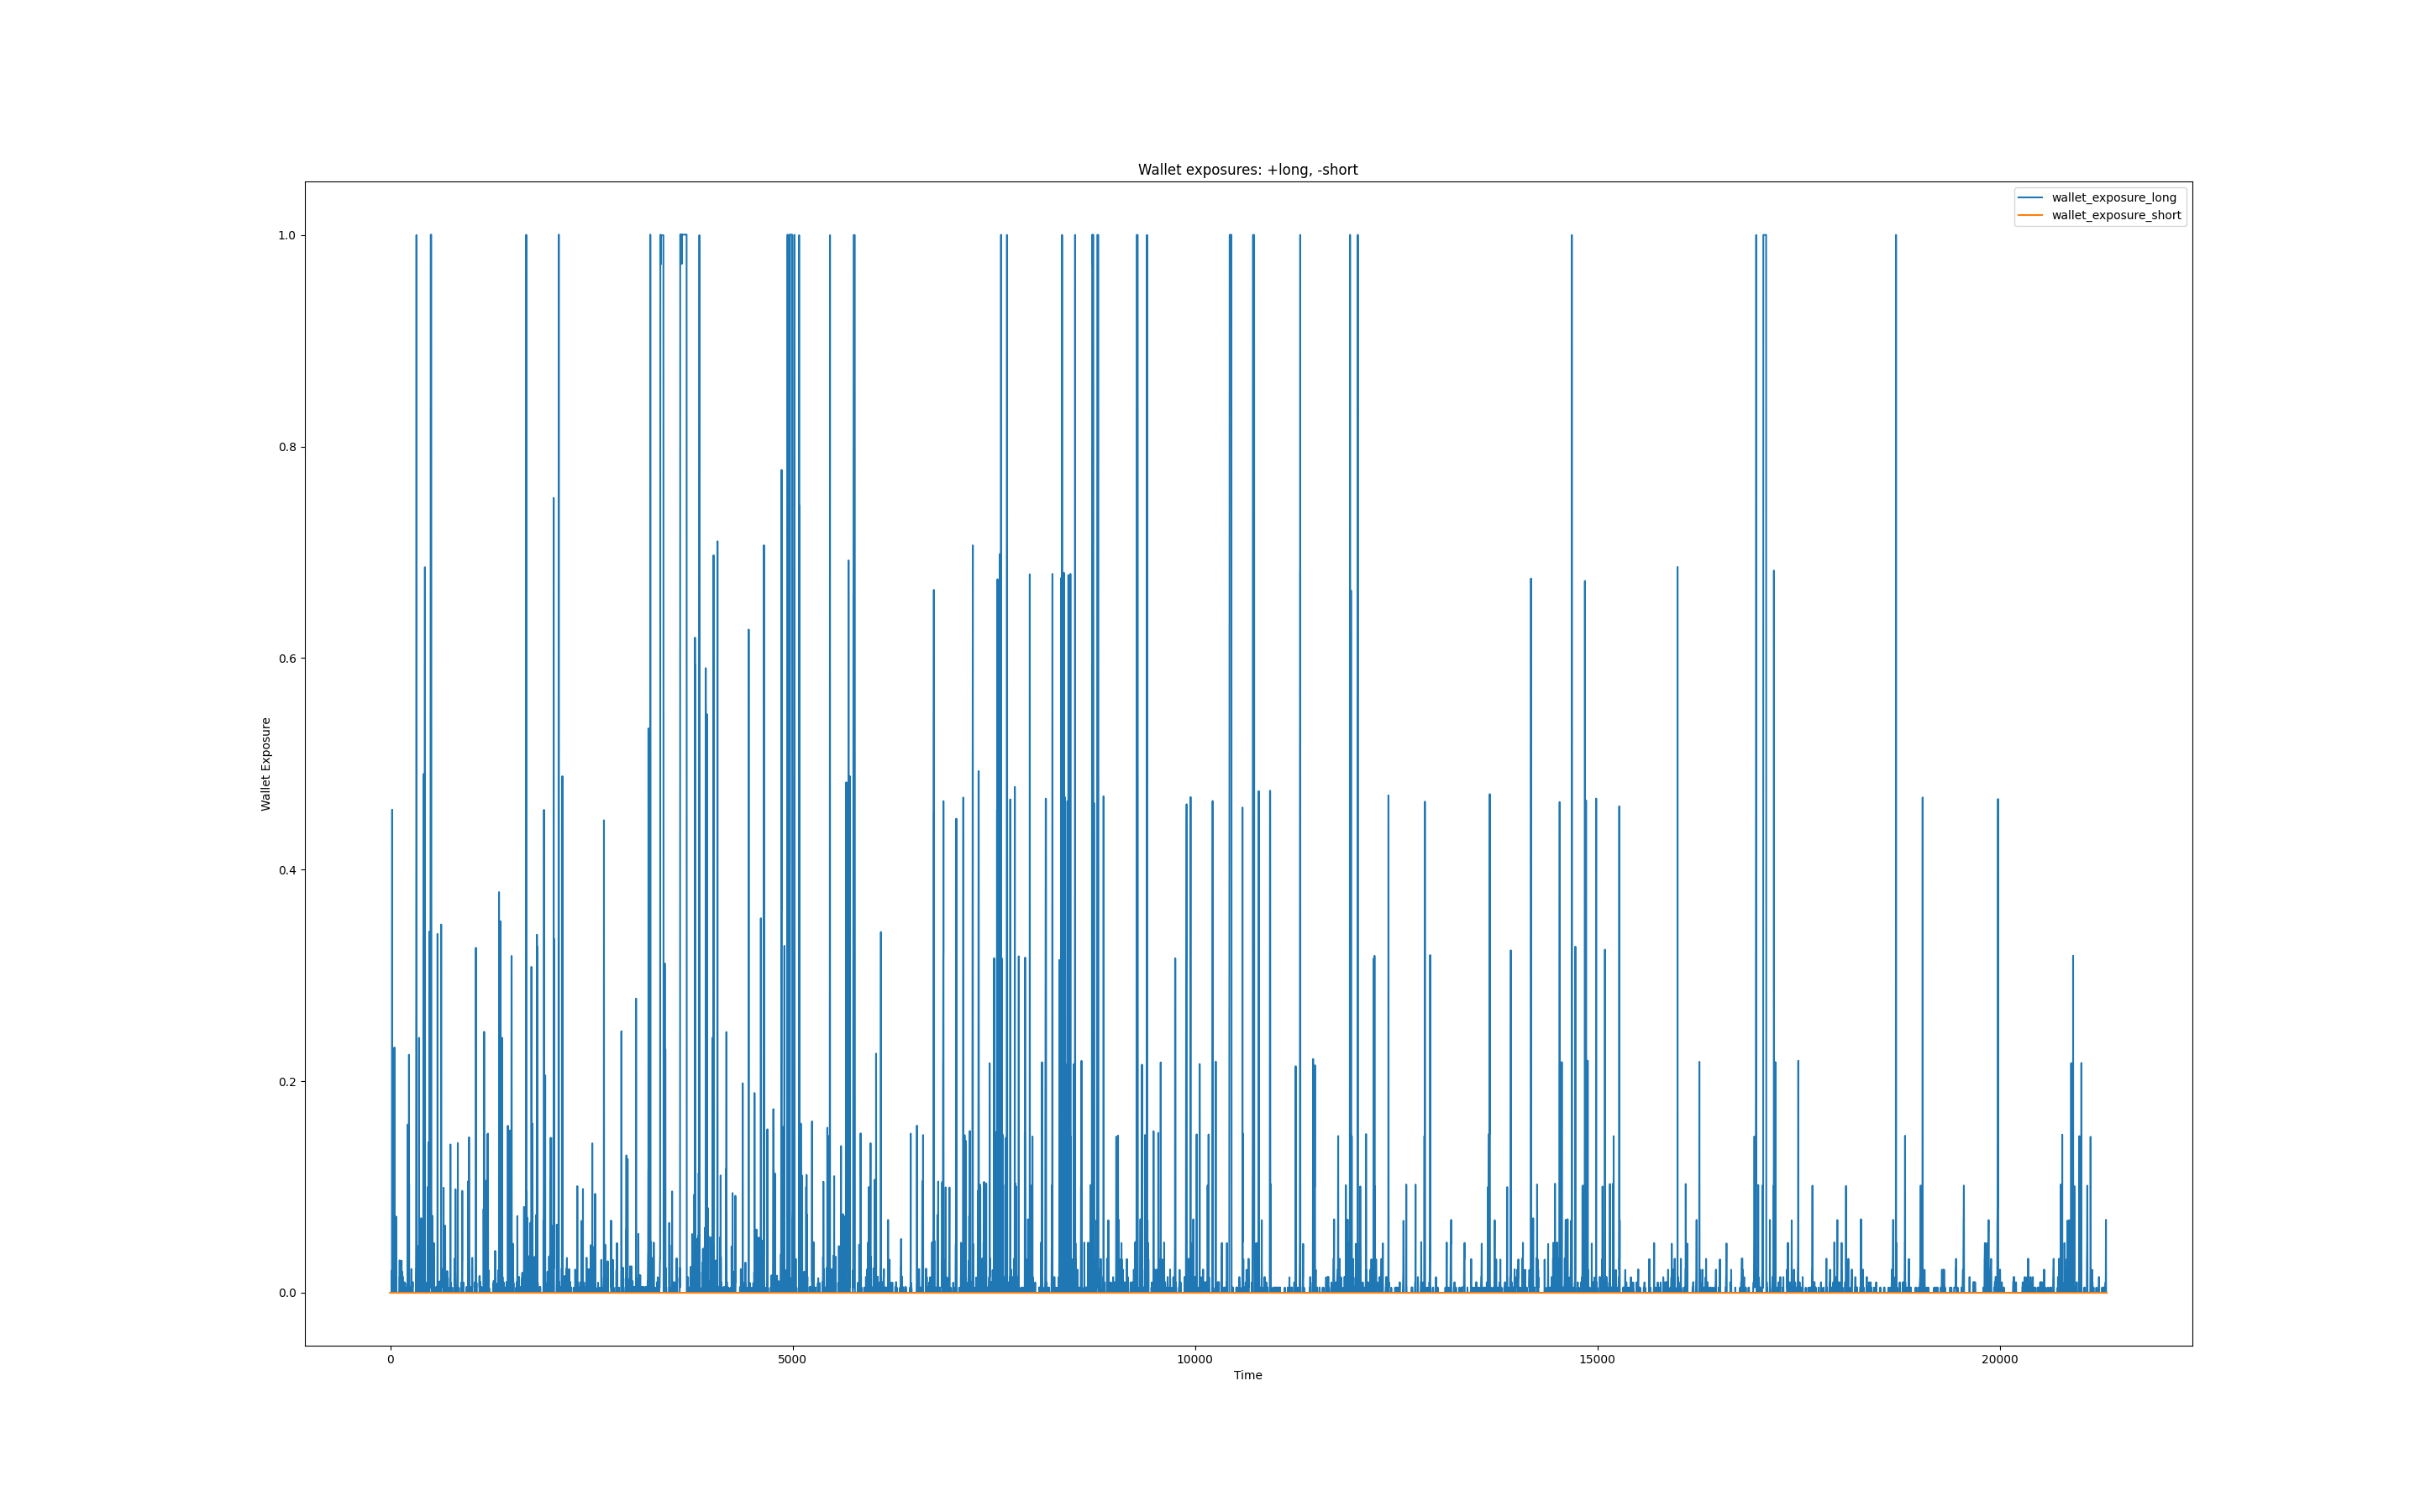 Wallet exposures: +long, -short
wallet_exposure_long
wallet_exposure_short
1.0
0.8
0.6
0.4
0.2
0.0
Wallet Exposure
0 5000 10000 15000 20000
Time